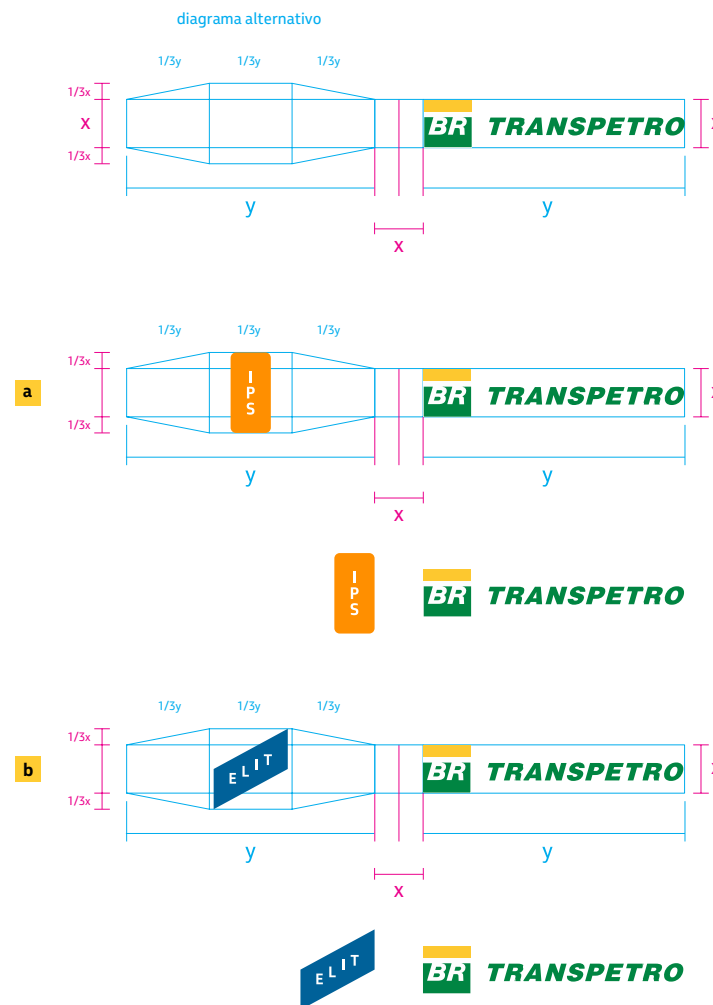 diagrama alternativo
1/3y 1/3y 1/3y
1/3x
x
1/3x
BR TRANSPETRO
y y
x
1/3y 1/3y 1/3y
1/3x
a
1/3x
I
P
S
BR TRANSPETRO
y y
x
I
P
S
BR TRANSPETRO
1/3y 1/3y 1/3y
1/3x
b
1/3x
ELIT
BR TRANSPETRO
y y
x
ELIT
BR TRANSPETRO